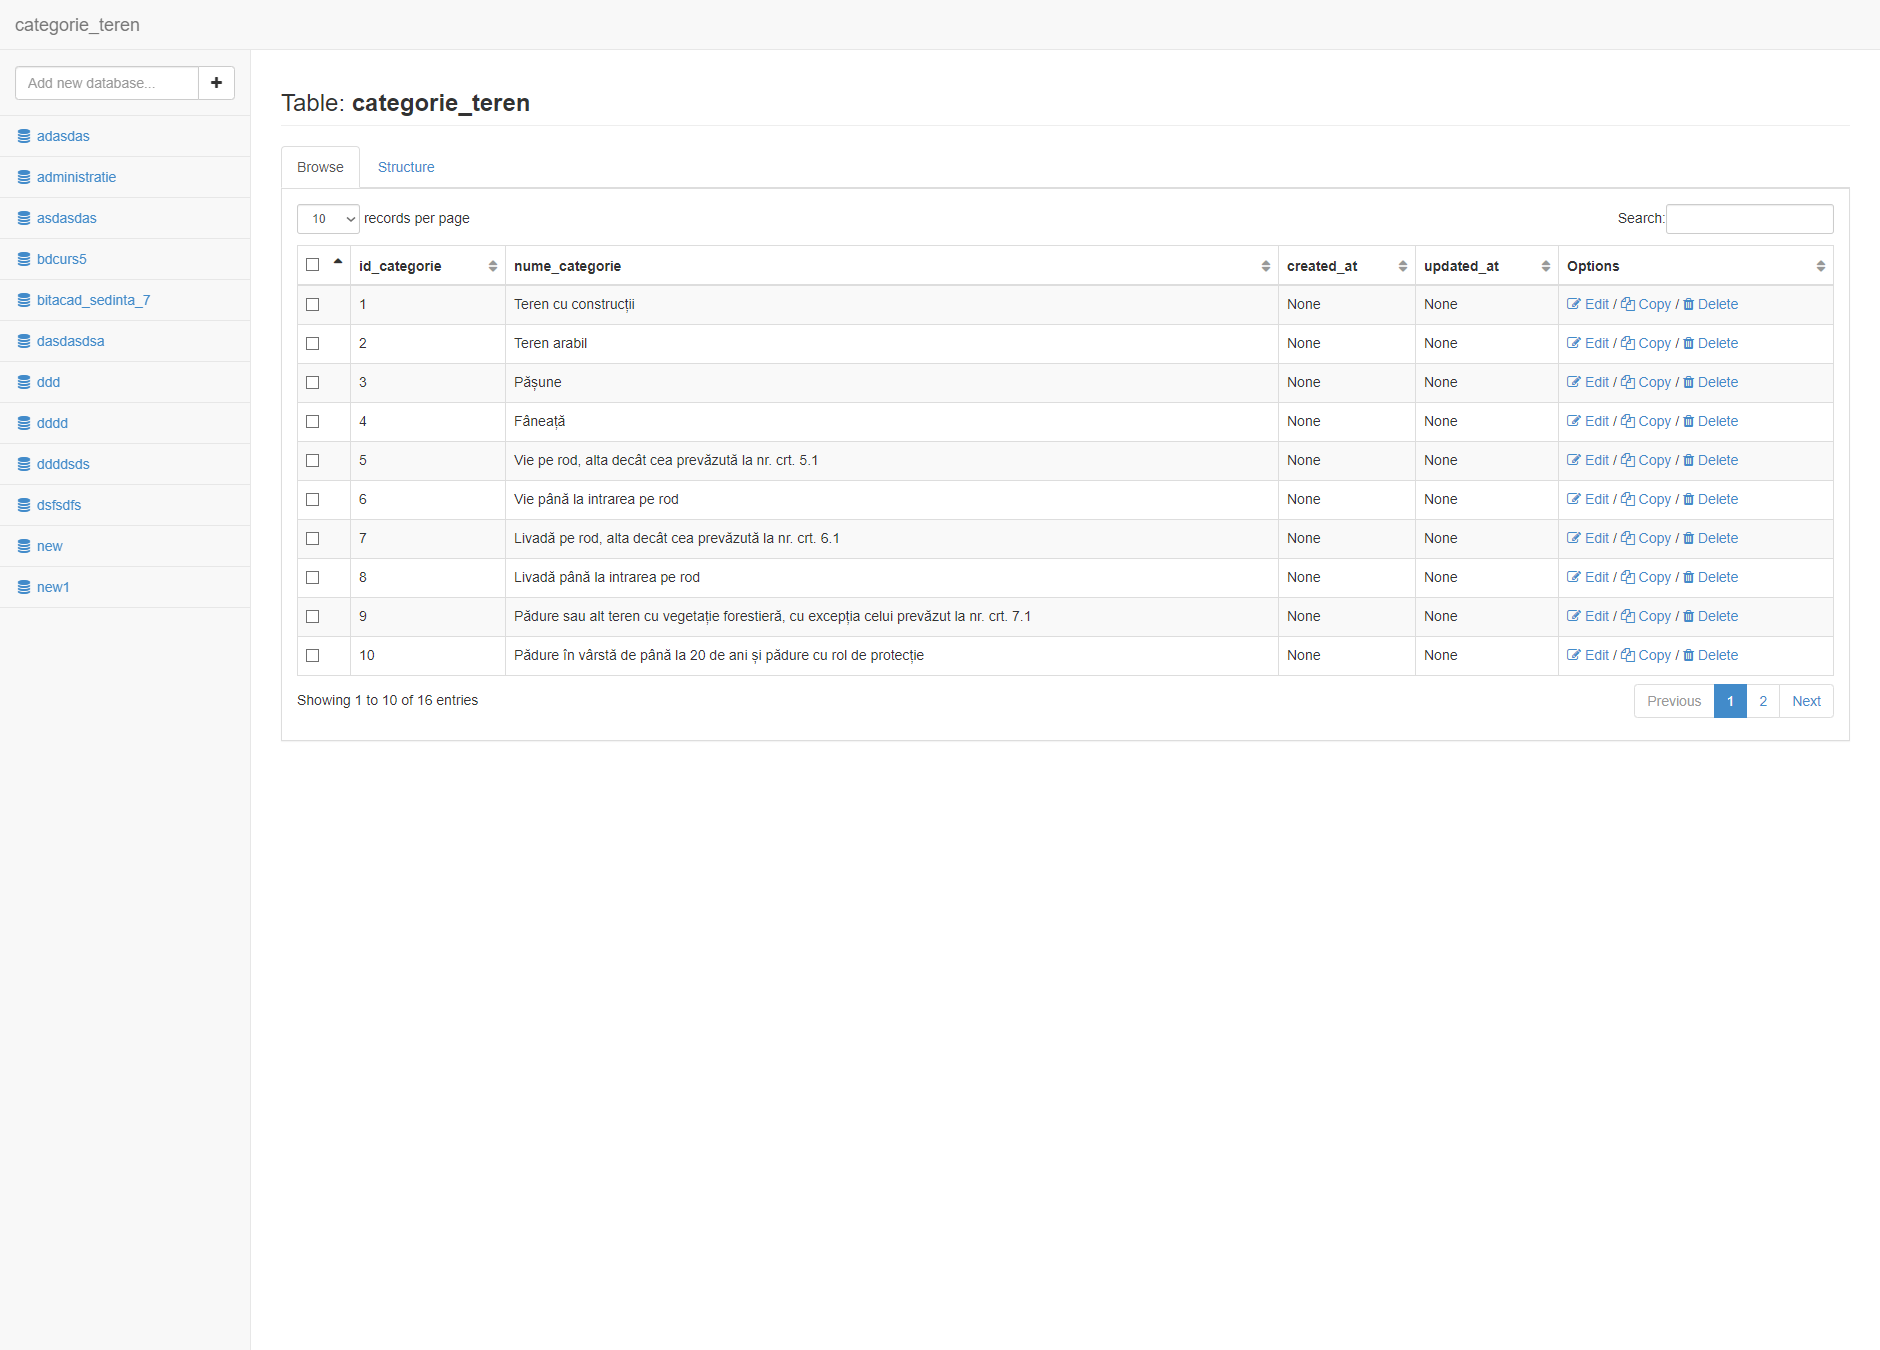 categorie_teren
Add new database...
adasdas
administratie
asdasdas
bdcurs5
bitacad_sedinta_7
dasdasdsa
ddd
dddd
ddddsds
dsfsdfs
new
new1
Table: categorie_teren
Browse Structure
10 records per page Search:
id_categorie nume_categorie created_at updated_at Options
1 Teren cu construcții None None Edit / Copy / Delete
2 Teren arabil None None Edit / Copy / Delete
3 Pășune None None Edit / Copy / Delete
4 Fâneață None None Edit / Copy / Delete
5 Vie pe rod, alta decât cea prevăzută la nr. crt. 5.1 None None Edit / Copy / Delete
6 Vie până la intrarea pe rod None None Edit / Copy / Delete
7 Livadă pe rod, alta decât cea prevăzută la nr. crt. 6.1 None None Edit / Copy / Delete
8 Livadă până la intrarea pe rod None None Edit / Copy / Delete
9 Pădure sau alt teren cu vegetație forestieră, cu excepția celui prevăzut la nr. crt. 7.1 None None Edit / Copy / Delete
10 Pădure în vârstă de până la 20 de ani și pădure cu rol de protecție None None Edit / Copy / Delete
Showing 1 to 10 of 16 entries Previous 1 2 Next